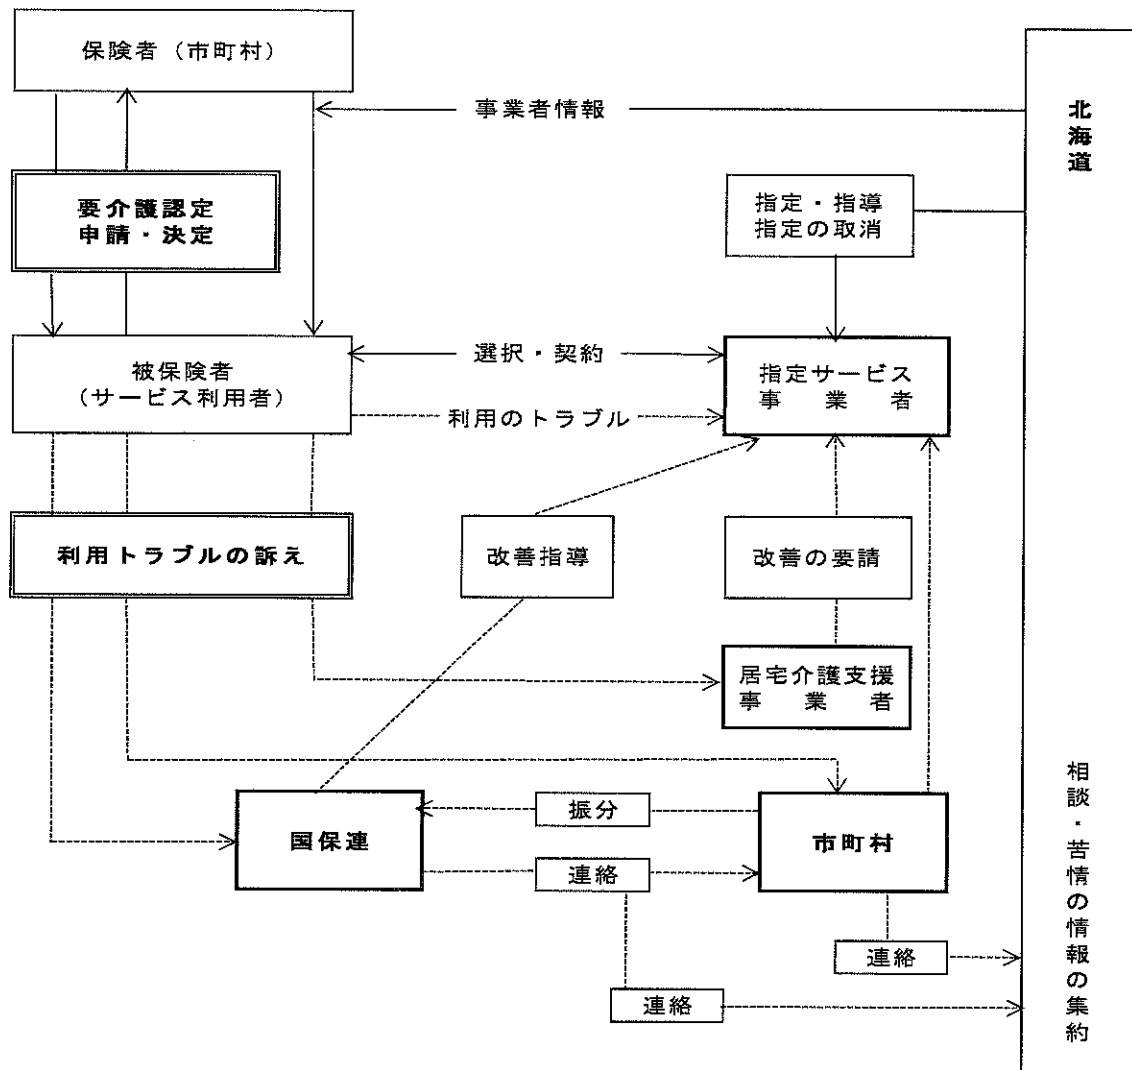 保険者（市町村）
事業者情報
北海道
要介護認定
申請・決定
指定・指導
指定の取消
被保険者
（サービス利用者）
選択・契約
利用のトラブル
指定サービス
事業者
利用トラブルの訴え
改善指導
改善の要請
居宅介護支援
事業者
国保連
振分
連絡
市町村
連絡
連絡
相談・苦情の情報の集約